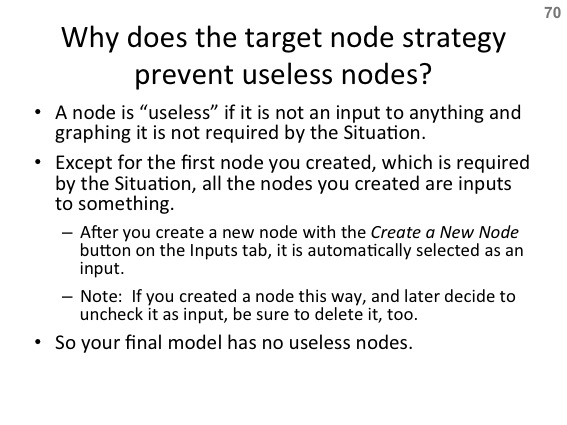 70
Why does the target node strategy
prevent useless nodes?
• A node is “useless” if it is not an input to anything and
graphing it is not required by the Situation.
• Except for the first node you created, which is required
by the Situation, all the nodes you created are inputs
to something.
– After you create a new node with the Create a New Node
button on the Inputs tab, it is automatically selected as an
input.
– Note: If you created a node this way, and later decide to
uncheck it as input, be sure to delete it, too.
• So your final model has no useless nodes.